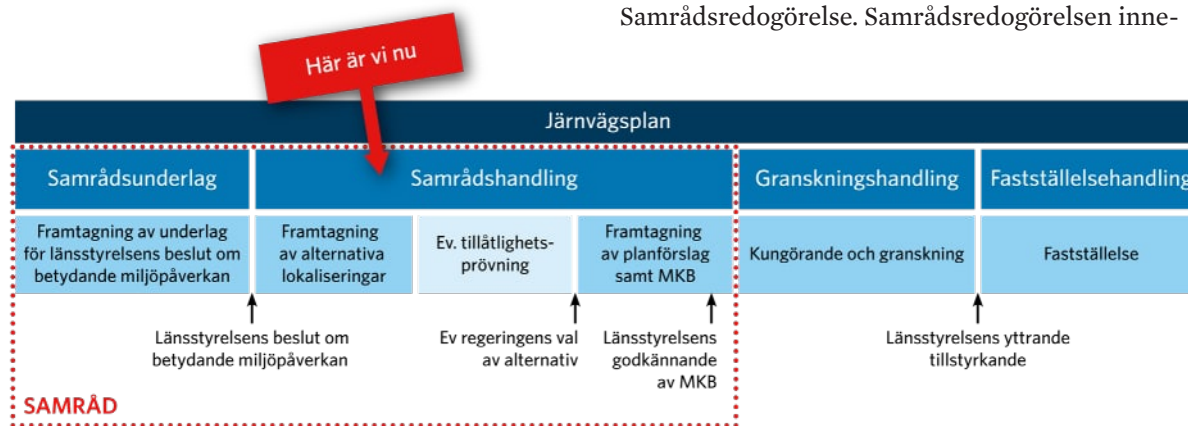 Samrådsredogörelse. Samrådsredogörelsen inne-
Här är vi nu
Järnvägsplan
Samrådsunderlag
Samrådshandling
Granskningshandling
Fastställelsehandling
Framtagning av underlag
för länsstyrelsens beslut om
betydande miljöpåverkan
Framtagning
av alternativa
lokaliseringar
Ev. tillåtlighets-
prövning
Framtagning
av planförslag
samt MKB
Kungörande och granskning
Fastställelse
Länsstyrelsens beslut om
betydande miljöpåverkan
Ev regeringens val
av alternativ
Länsstyrelsens
godkännande
av MKB
Länsstyrelsens yttrande
tillstyrkande
SAMRÅD